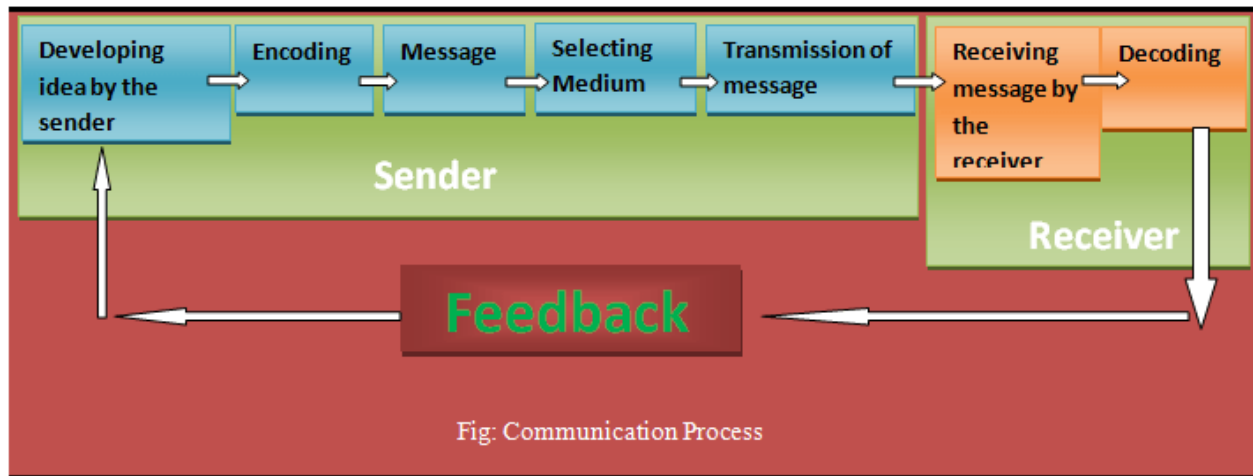 Developing
idea by the
sender
Encoding
Message
Selecting
Medium
Transmission of
message
Receiving
message by
the
receiver
Decoding
Sender
Receiver
Feedback
Fig: Communication Process